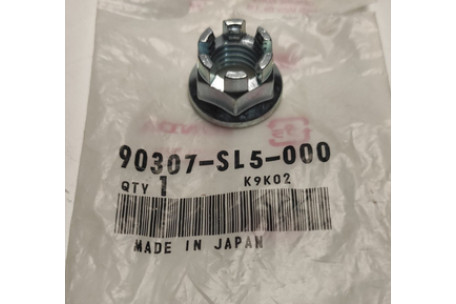 90307-SL5-000
QTY 1 K9K02
MADE IN JAPAN